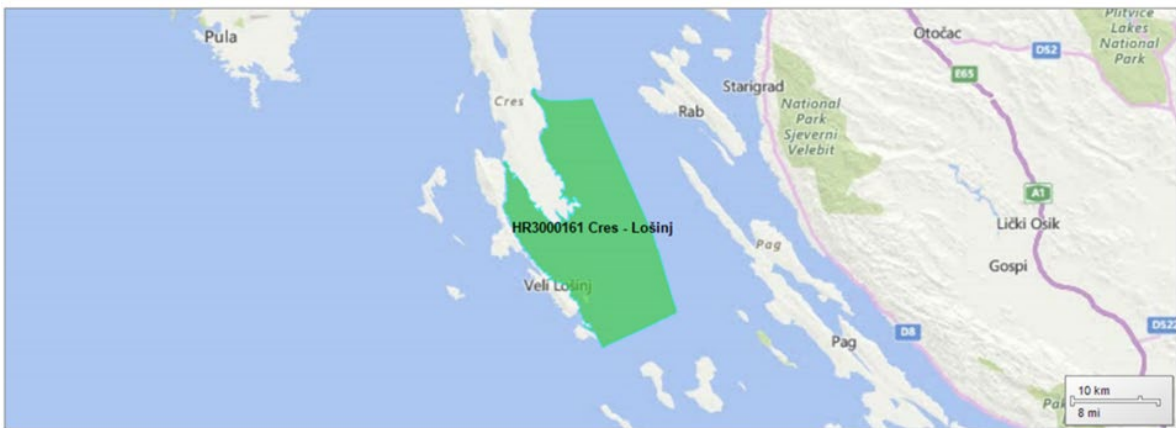 Plitvice
Lakes
National
Park
Pula
Otočac
D52
E65
Cres
Starigrad
Rab
National
Park
Sjeverni
Velebit
A1
Lički Osik
HR3000161 Cres - Lošinj
Pag
Gospi
Veli Lošinj
D8
D522
Pag
10 km
8 mi